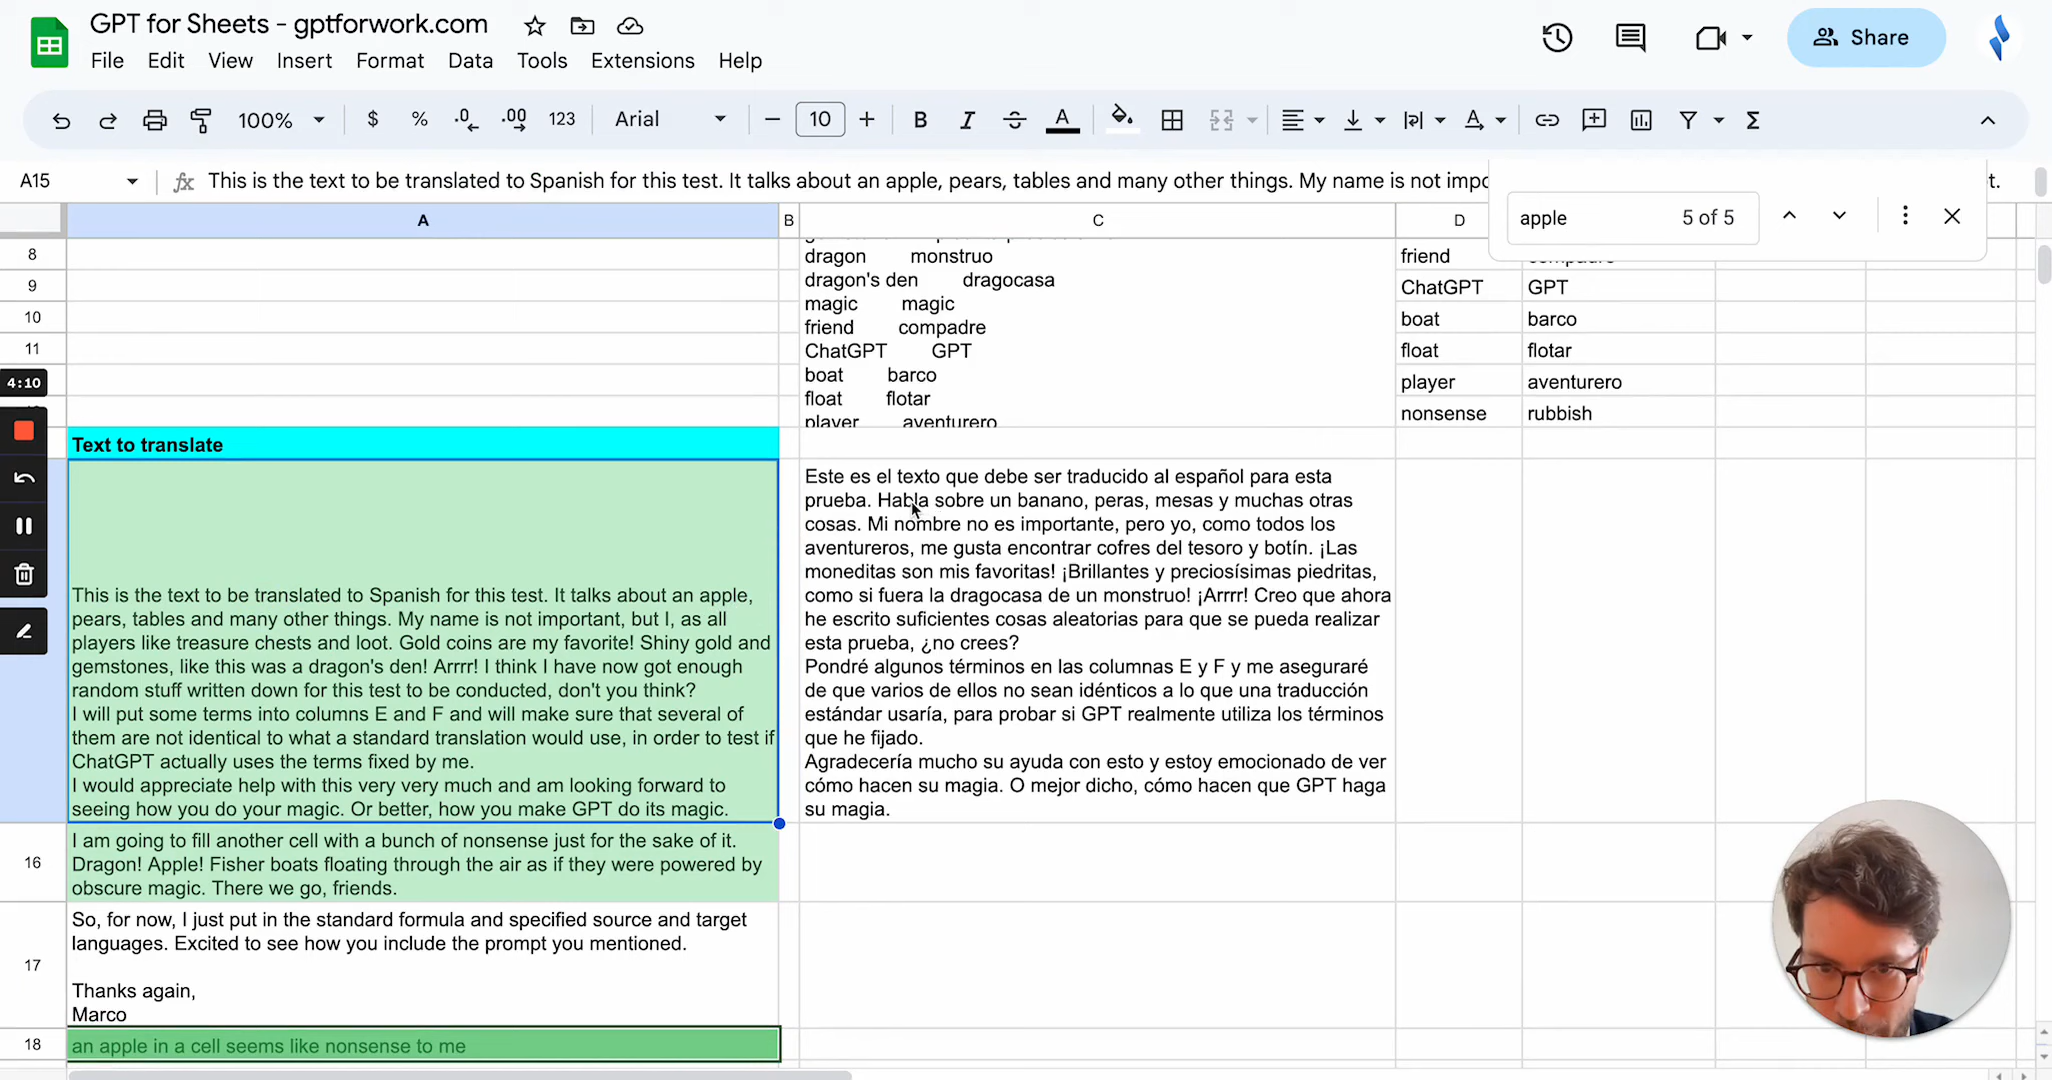 GPT for Sheets - gptforwork.com
File Edit View Insert Format Data Tools Extensions Help
Share
100% $ % .0 .00 123 Arial 10 B I A
A15 fx This is the text to be translated to Spanish for this test. It talks about an apple, pears, tables and many other things. My name is not impo t.
apple 5 of 5
A B C D
8
9
10
11
4:10
dragon monstruo
dragon's den dragocasa
magic magic
friend compadre
ChatGPT GPT
boat barco
float flotar
player aventurero
friend compadre
ChatGPT GPT
boat barco
float flotar
player aventurero
nonsense rubbish
Text to translate
This is the text to be translated to Spanish for this test. It talks about an apple,
pears, tables and many other things. My name is not important, but I, as all
players like treasure chests and loot. Gold coins are my favorite! Shiny gold and
gemstones, like this was a dragon's den! Arrrr! I think I have now got enough
random stuff written down for this test to be conducted, don't you think?
I will put some terms into columns E and F and will make sure that several of
them are not identical to what a standard translation would use, in order to test if
ChatGPT actually uses the terms fixed by me.
I would appreciate help with this very very much and am looking forward to
seeing how you do your magic. Or better, how you make GPT do its magic.
Este es el texto que debe ser traducido al español para esta
prueba. Habla sobre un banano, peras, mesas y muchas otras
cosas. Mi nombre no es importante, pero yo, como todos los
aventureros, me gusta encontrar cofres del tesoro y botín. ¡Las
moneditas son mis favoritas! ¡Brillantes y preciosísimas piedritas,
como si fuera la dragocasa de un monstruo! ¡Arrrr! Creo que ahora
he escrito suficientes cosas aleatorias para que se pueda realizar
esta prueba, ¿no crees?
Pondré algunos términos en las columnas E y F y me aseguraré
de que varios de ellos no sean idénticos a lo que una traducción
estándar usaría, para probar si GPT realmente utiliza los términos
que he fijado.
Agradecería mucho su ayuda con esto y estoy emocionado de ver
cómo hacen su magia. O mejor dicho, cómo hacen que GPT haga
su magia.
16
I am going to fill another cell with a bunch of nonsense just for the sake of it.
Dragon! Apple! Fisher boats floating through the air as if they were powered by
obscure magic. There we go, friends.
17
So, for now, I just put in the standard formula and specified source and target
languages. Excited to see how you include the prompt you mentioned.
Thanks again,
Marco
18
an apple in a cell seems like nonsense to me